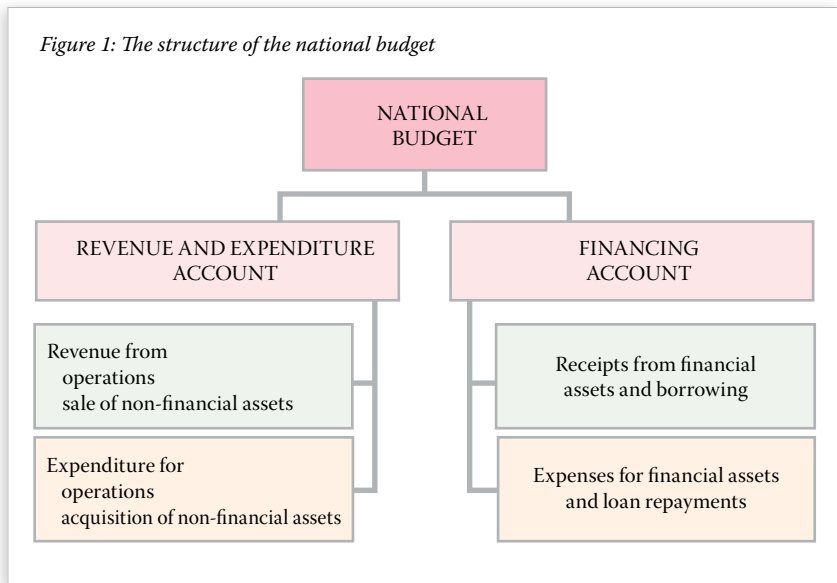 Figure 1: The structure of the national budget
NATIONAL
BUDGET
REVENUE AND EXPENDITURE
ACCOUNT
FINANCING
ACCOUNT
Revenue from
operations
sale of non-financial assets
Receipts from financial
assets and borrowing
Expenditure for
operations
acquisition of non-financial assets
Expenses for financial assets
and loan repayments